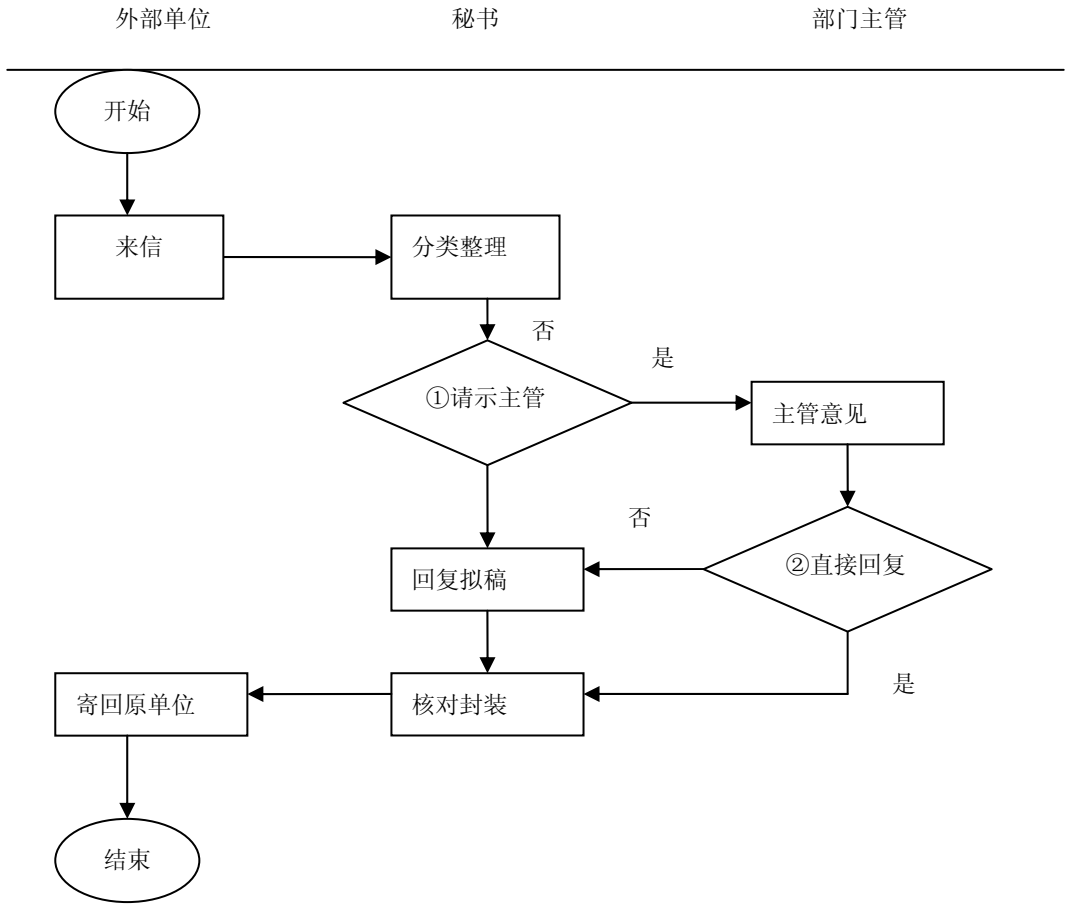 外部单位
秘书
部门主管
开始
来信
分类整理
否
是
①请示主管
主管意见
否
②直接回复
回复拟稿
是
寄回原单位
核对封装
结束